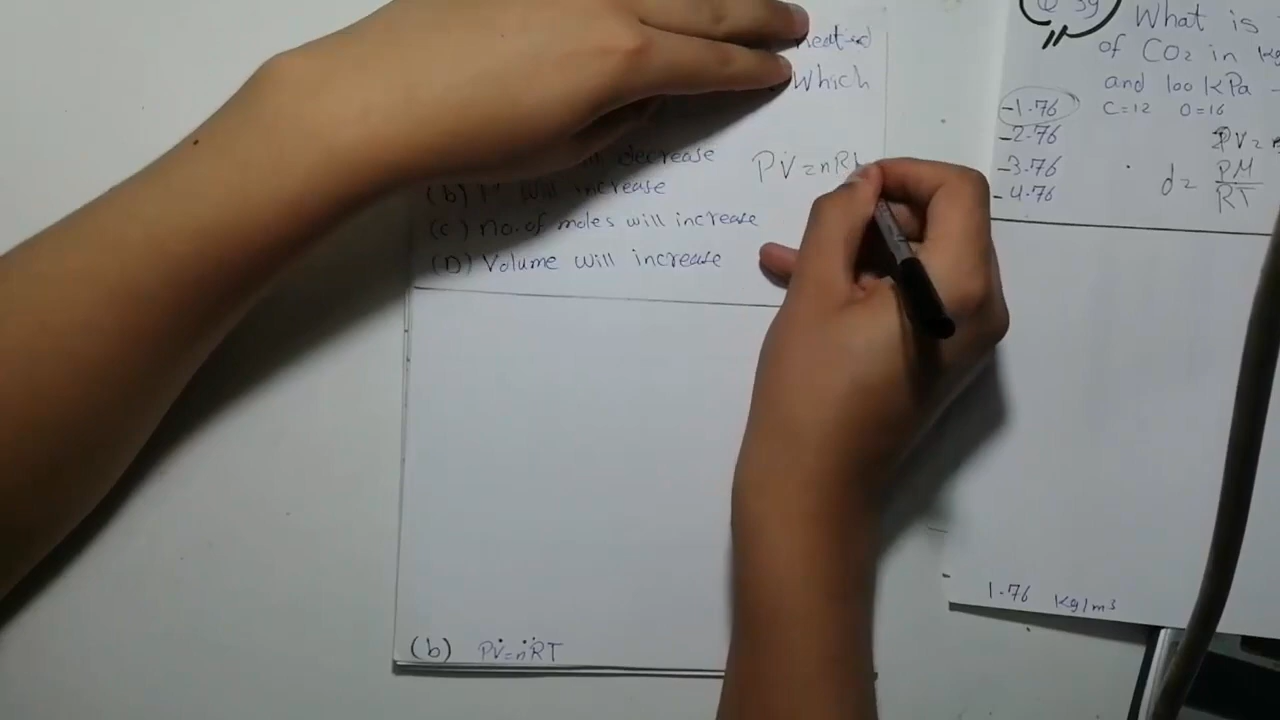 heated
Which
decrease
PV=nR
(b) will increase
(c) no. of moles will increase
(D) Volume will increase
(b) PV=nRT
39
What is
of CO2 in Kg
and 100 kPa
-1.76
C=12 O=16
-2.76
PV=
-3.76
d= PM/RT
-4.76
1.76 Kg/m3